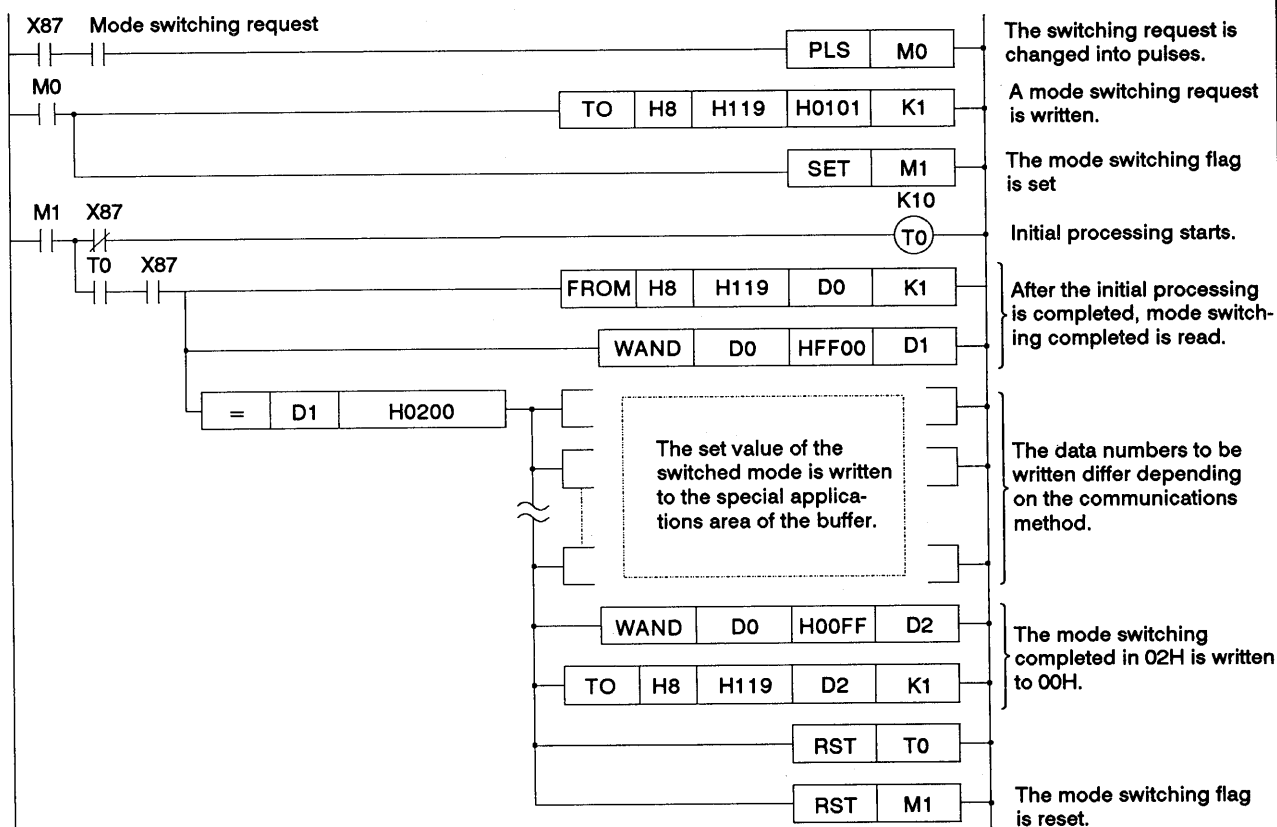 X87 Mode switching request
PLS M0
The switching request is
changed into pulses.
M0
TO H8 H119 H0101 K1
A mode switching request
is written.
SET M1
The mode switching flag
is set
M1 X87
K10
T0
Initial processing starts.
T0 X87
FROM H8 H119 D0 K1
WAND D0 HFF00 D1
After the initial processing
is completed, mode switch-
ing completed is read.
= D1 H0200
The set value of the
switched mode is written
to the special applica-
tions area of the buffer.
The data numbers to be
written differ depending
on the communications
method.
WAND D0 H00FF D2
TO H8 H119 D2 K1
The mode switching
completed in 02H is written
to 00H.
RST T0
RST M1
The mode switching flag
is reset.